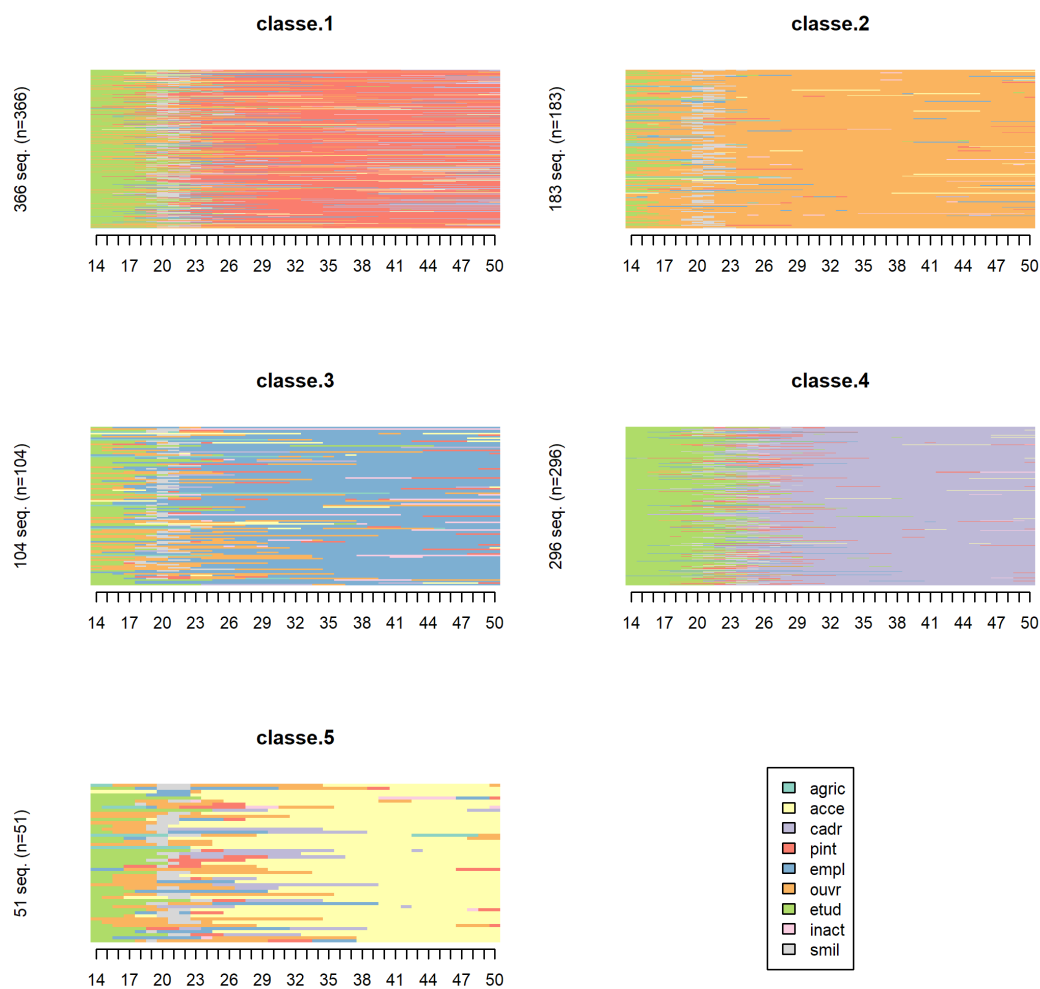 classe.1
366 seq. (n=366)
14 17 20 23 26 29 32 35 38 41 44 47 50
classe.2
183 seq. (n=183)
14 17 20 23 26 29 32 35 38 41 44 47 50
classe.3
104 seq. (n=104)
14 17 20 23 26 29 32 35 38 41 44 47 50
classe.4
296 seq. (n=296)
14 17 20 23 26 29 32 35 38 41 44 47 50
classe.5
51 seq. (n=51)
14 17 20 23 26 29 32 35 38 41 44 47 50
agric
acce
cadr
pint
empl
ouvr
etud
inact
smil